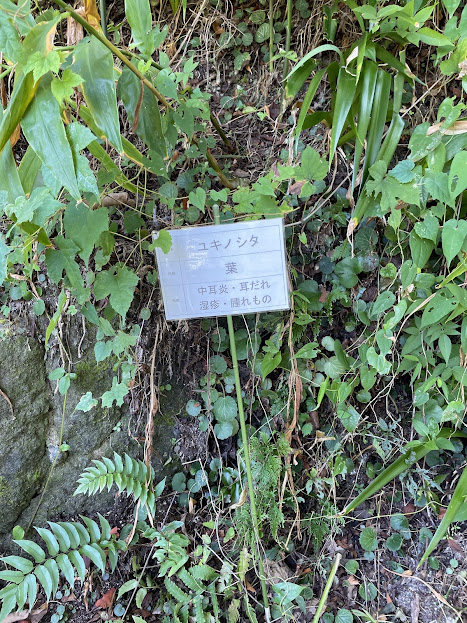 ユキノシタ
葉
中耳炎・耳だれ
湿疹・腫れもの